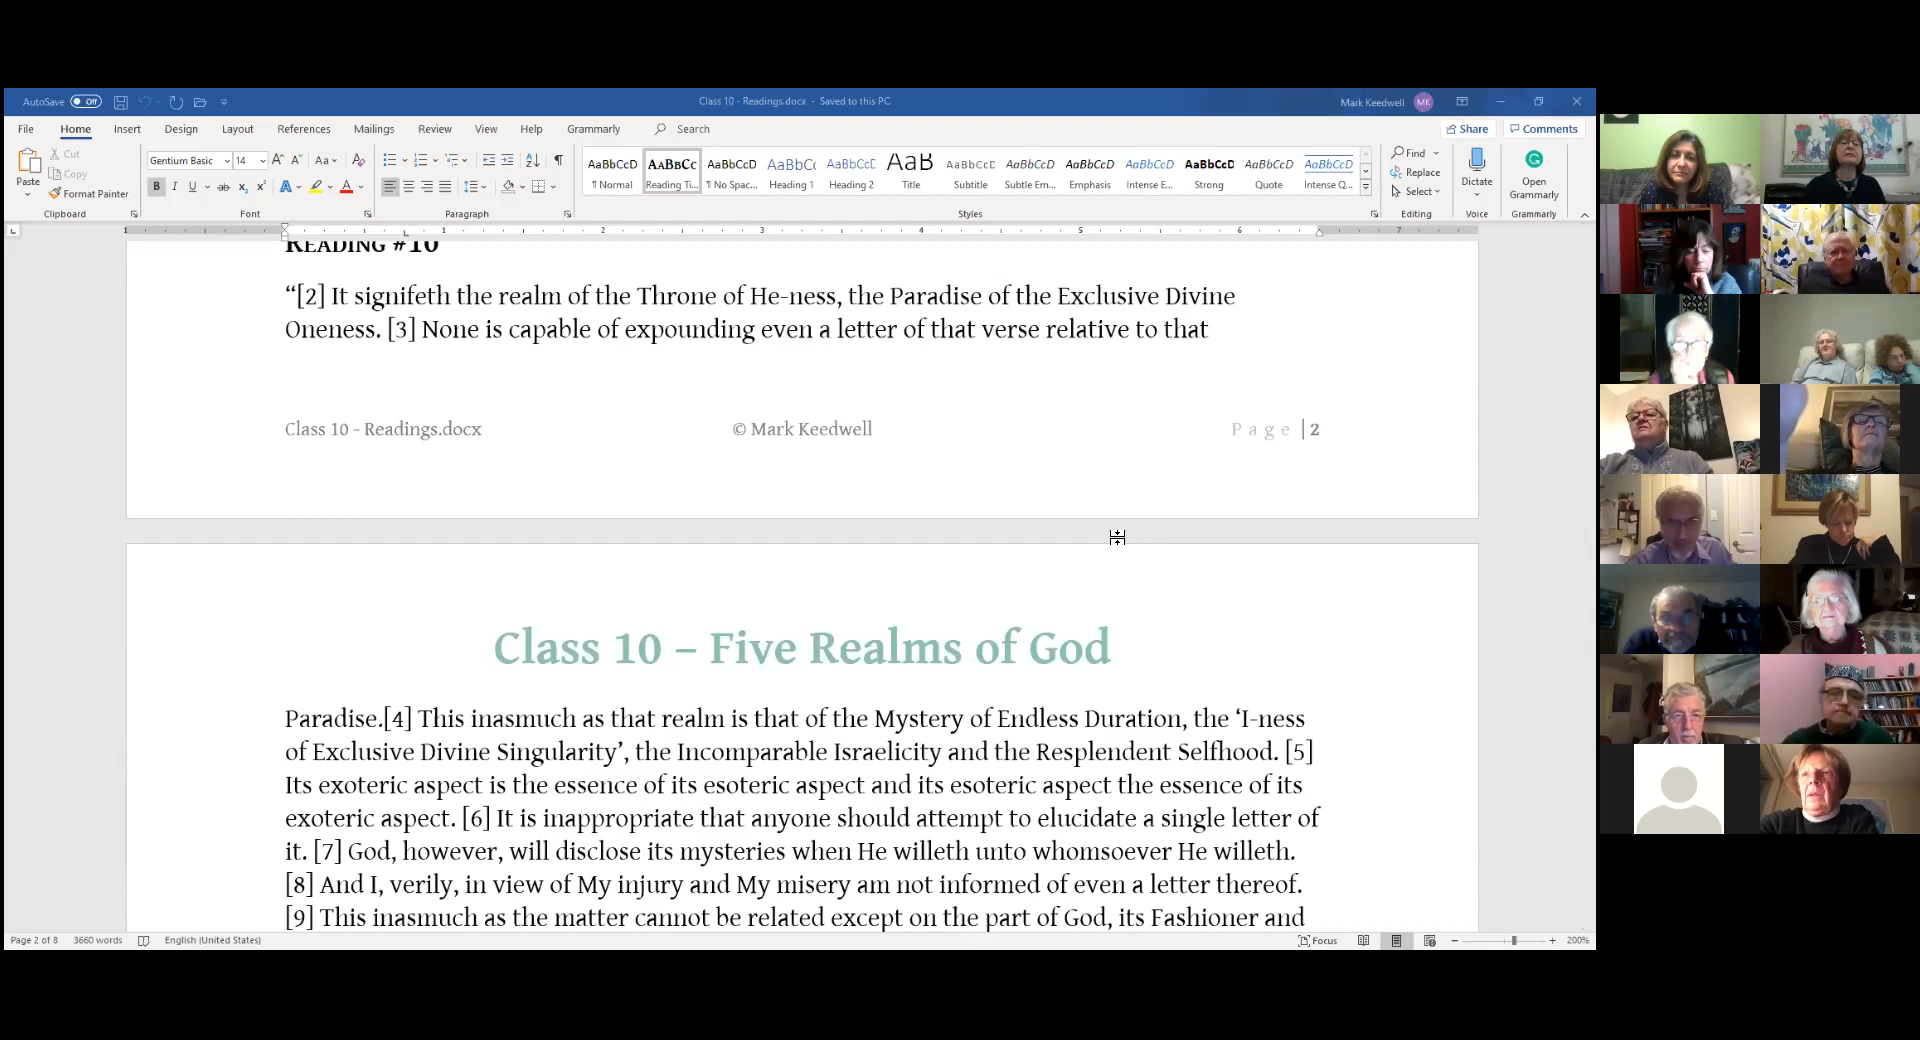 AutoSave Off
Class 10 - Readings.docx - Saved to this PC
Mark Keedwell MK
File Home Insert Design Layout References Mailings Review View Help Grammarly Search
Share Comments
Paste
Cut
Copy
Format Painter
Clipboard
Gentium Basic 14
Font
Paragraph
AaBbCcD AaBbCc AaBbCcD AaBbCc AaBbCcD AaB AaBbCcD AaBbCcD AaBbCcD AaBbCcD AaBbCcD AaBbCcD AaBbCcD
¶ Normal Reading Ti... ¶ No Spac... Heading 1 Heading 2 Title Subtitle Subtle Em... Emphasis Intense E... Strong Quote Intense Q...
Styles
Find
Replace
Select
Editing
Dictate
Voice
Open
Grammarly
Grammarly
1 1 2 3 4 5 6 7
READING #10
“[2] It signifeth the realm of the Throne of He-ness, the Paradise of the Exclusive Divine
Oneness. [3] None is capable of expounding even a letter of that verse relative to that
Class 10 - Readings.docx © Mark Keedwell Page | 2
Class 10 – Five Realms of God
Paradise.[4] This inasmuch as that realm is that of the Mystery of Endless Duration, the ‘I-ness
of Exclusive Divine Singularity’, the Incomparable Israelicity and the Resplendent Selfhood. [5]
Its exoteric aspect is the essence of its esoteric aspect and its esoteric aspect the essence of its
exoteric aspect. [6] It is inappropriate that anyone should attempt to elucidate a single letter of
it. [7] God, however, will disclose its mysteries when He willeth unto whomsoever He willeth.
[8] And I, verily, in view of My injury and My misery am not informed of even a letter thereof.
[9] This inasmuch as the matter cannot be related except on the part of God, its Fashioner and
Page 2 of 8 3660 words English (United States)
Focus 200%